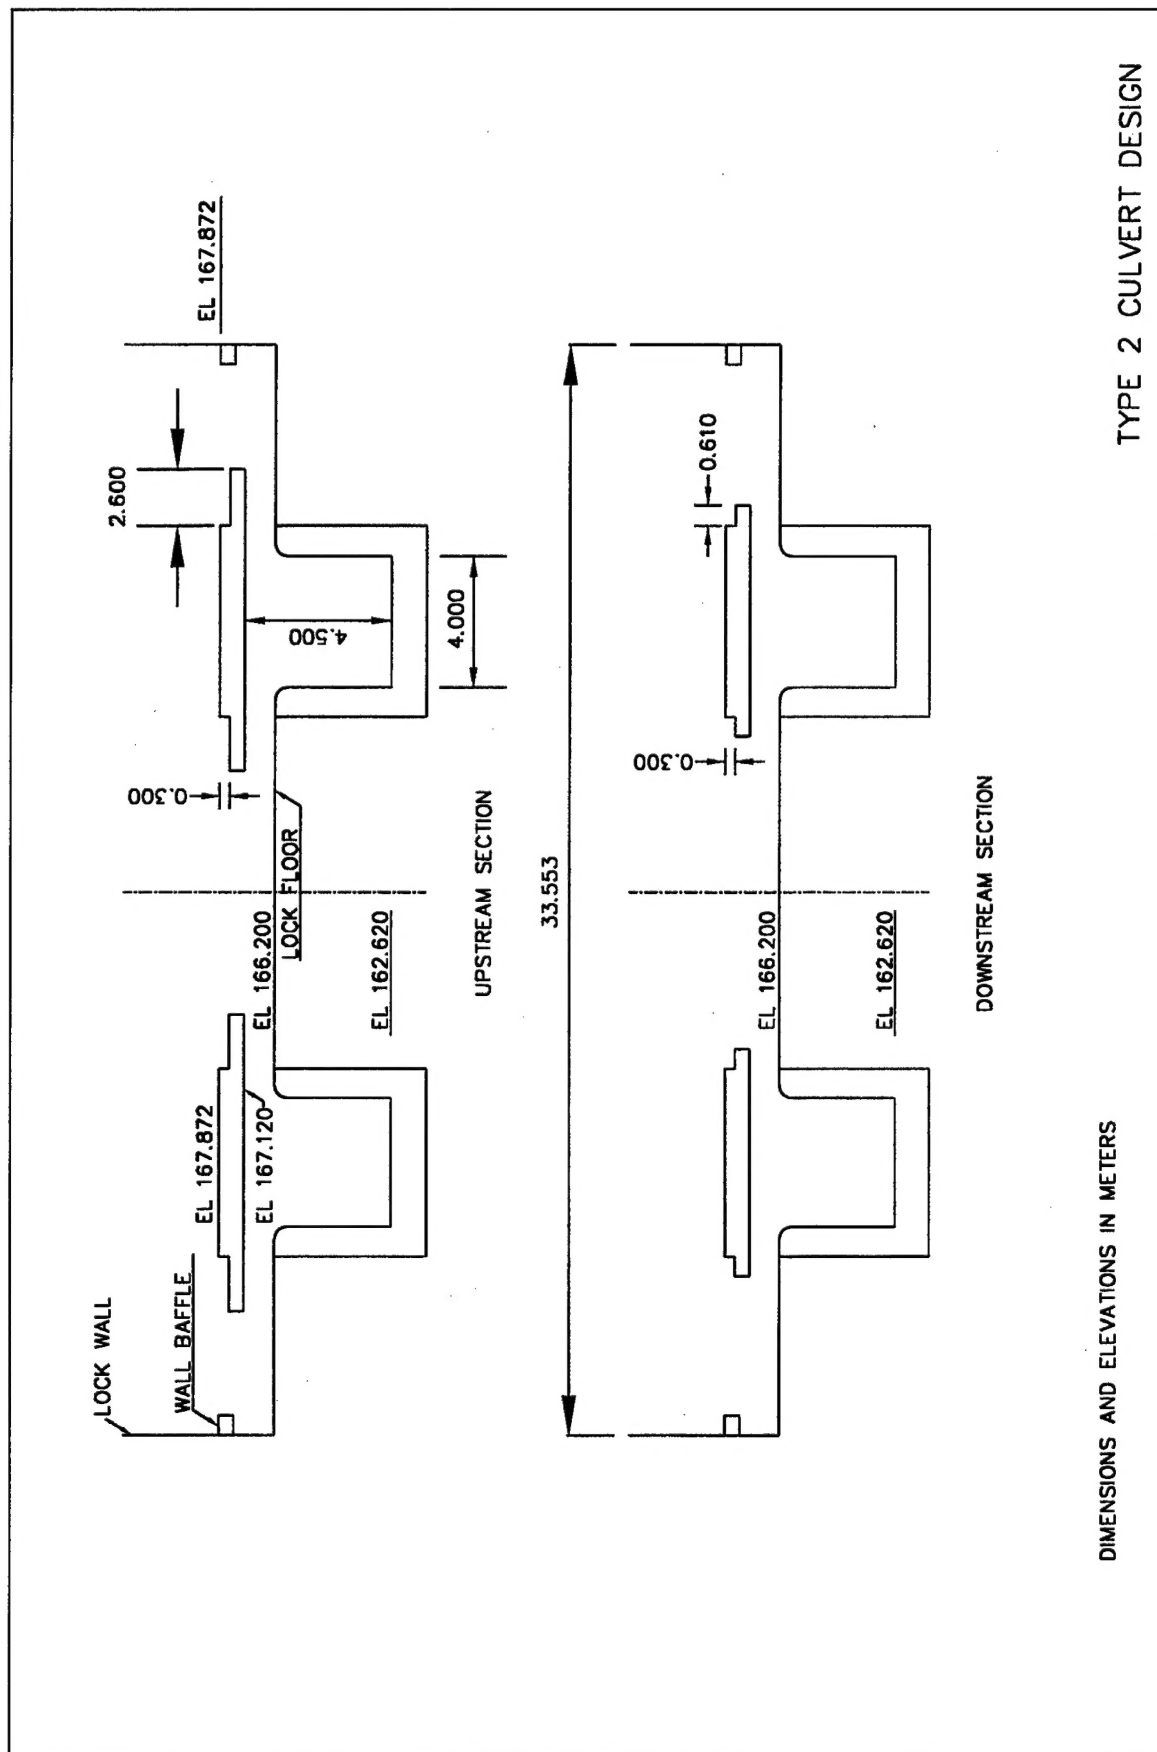 LOCK WALL
WALL BAFFLE
EL 167.872
EL 167.120
EL 166.200
LOCK FLOOR
EL 162.620
0.300
2.600
4.500
4.000
EL 167.872
UPSTREAM SECTION
33.553
EL 166.200
EL 162.620
0.300
0.610
DOWNSTREAM SECTION
DIMENSIONS AND ELEVATIONS IN METERS
TYPE 2 CULVERT DESIGN